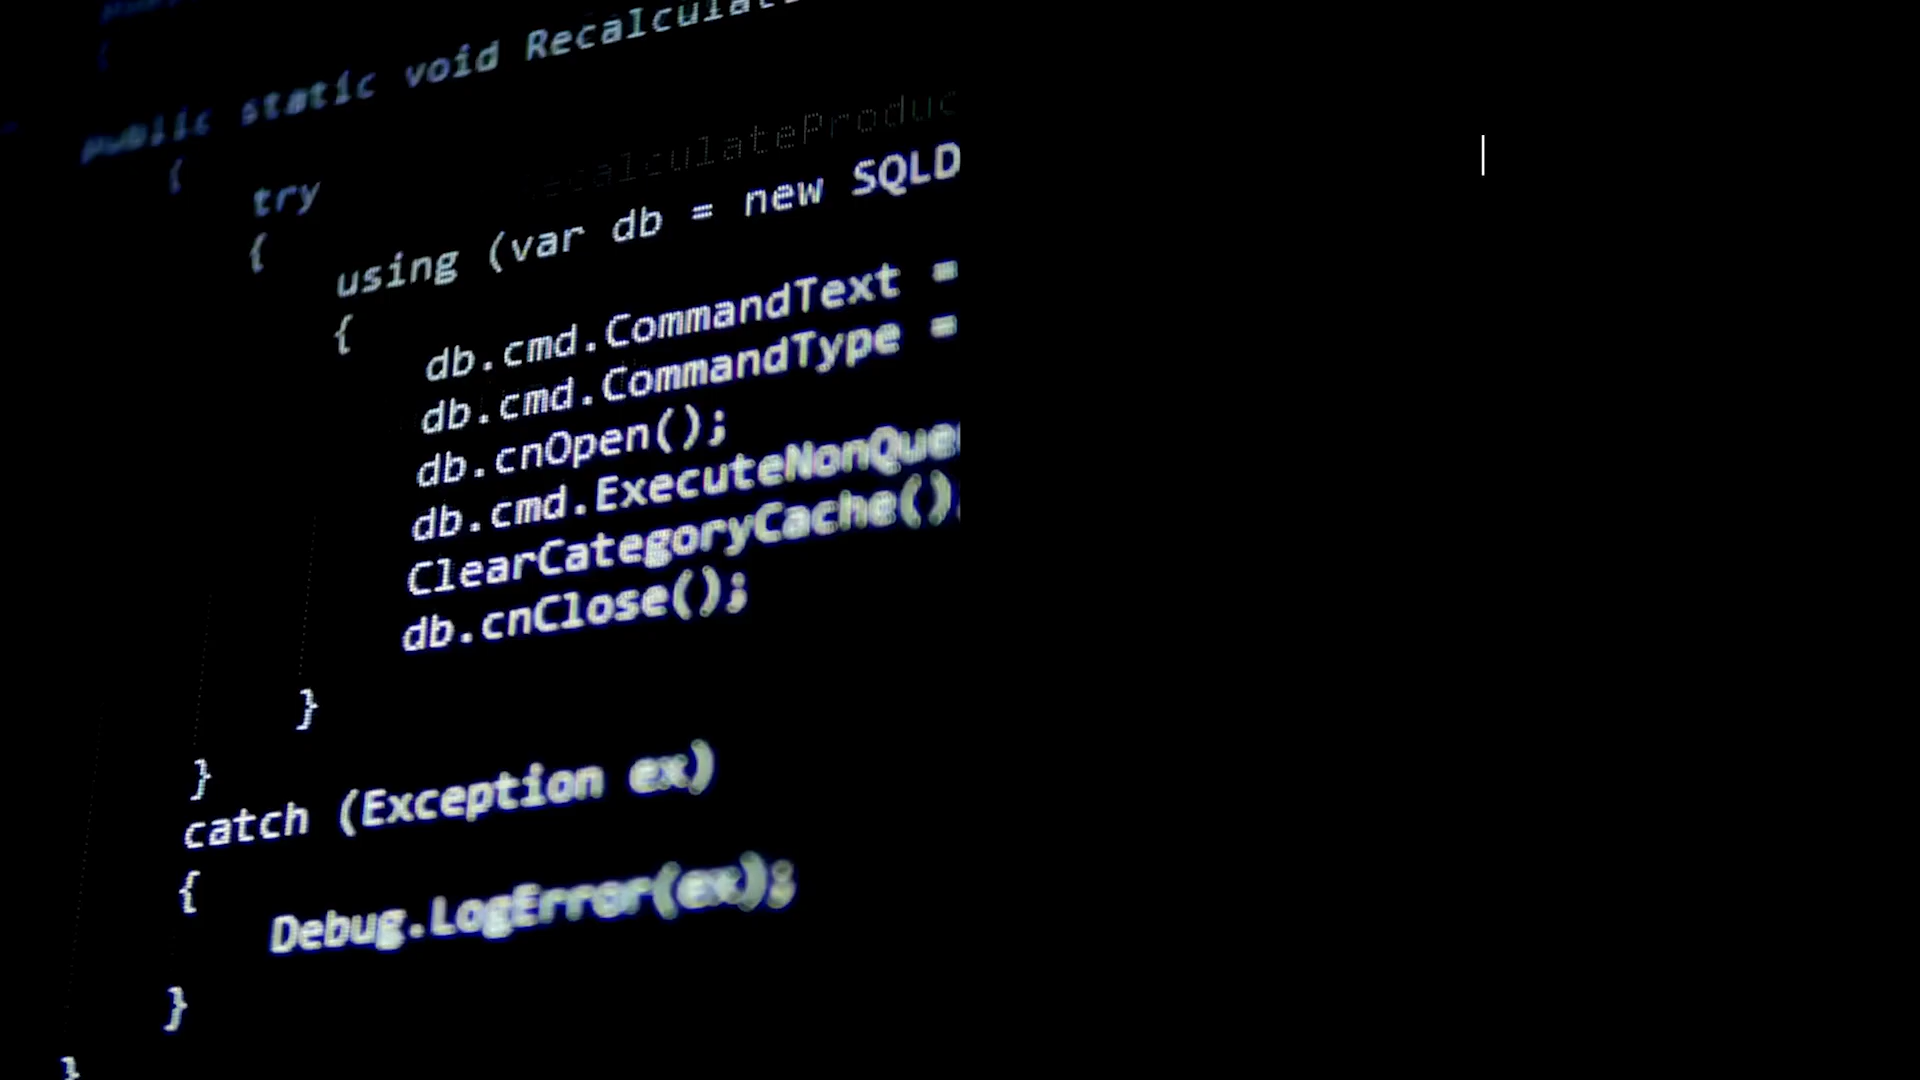 {
public static void Recalculat
{
try
{
using (var db = new SQLD
{
db.cmd.CommandText =
db.cmd.CommandType =
db.cnOpen();
db.cmd.ExecuteNonQue
ClearCategoryCache()
db.cnClose();
}
}
catch (Exception ex)
{
Debug.LogError(ex);
}
}